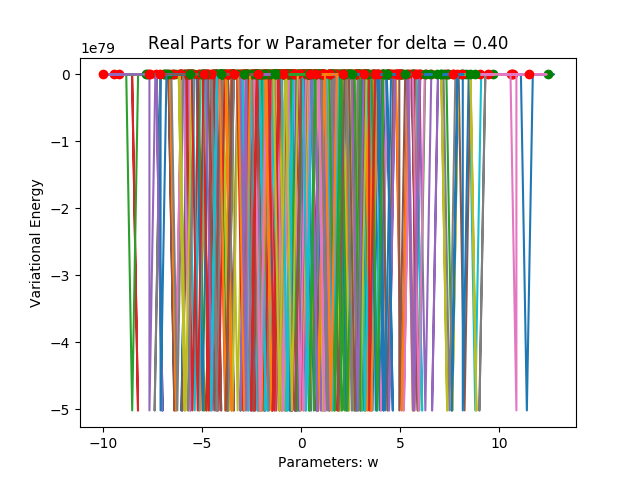 Real Parts for w Parameter for delta = 0.40
1e79
0
−1
−2
−3
−4
−5
Variational Energy
−10 −5 0 5 10
Parameters: w